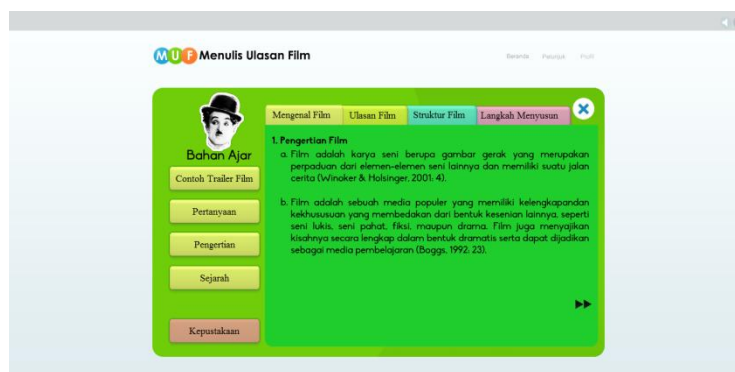 MUF Menulis Ulasan Film
Beranda Petunjuk Profil
Mengenal Film Ulasan Film Struktur Film Langkah Menyusun
Bahan Ajar
Contoh Trailer Film
Pertanyaan
Pengertian
Sejarah
Kepustakaan
1. Pengertian Film
a. Film adalah karya seni berupa gambar gerak yang merupakan
perpaduan dari elemen-elemen seni lainnya dan memiliki suatu jalan
cerita (Winoker & Holsinger, 2001: 4).
b. Film adalah sebuah media populer yang memiliki kelengkapandan
kekhususuan yang membedakan dari bentuk kesenian lainnya, seperti
seni lukis, seni pahat, fiksi, maupun drama. Film juga menyajikan
kisahnya secara lengkap dalam bentuk dramatis serta dapat dijadikan
sebagai media pembelajaran (Boggs, 1992: 23).